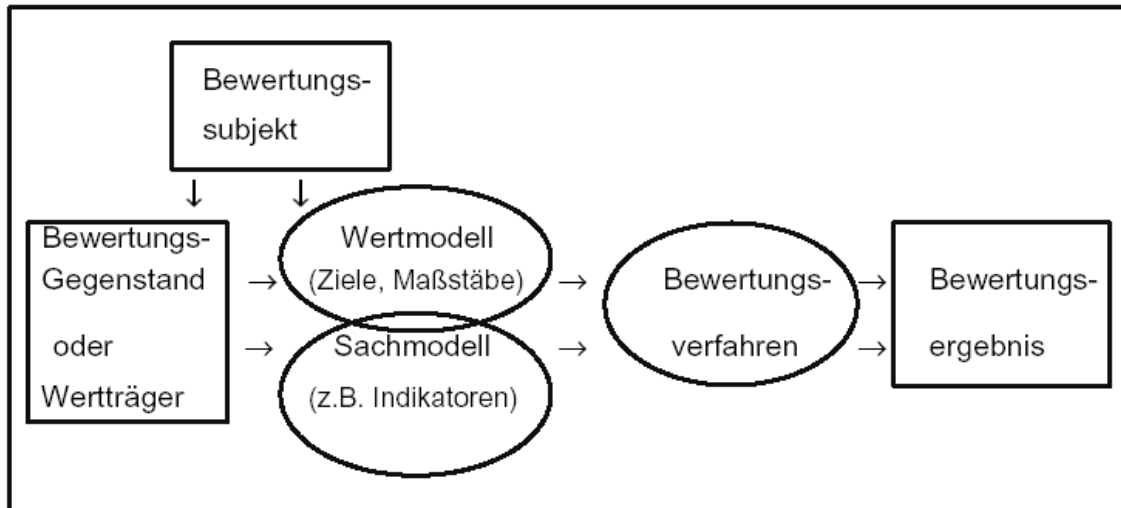 Bewertungs-
subjekt
↓ ↓
Bewertungs-
Gegenstand
oder
Wertträger
→
→
Wertmodell
(Ziele, Maßstäbe)
Sachmodell
(z.B. Indikatoren)
→
→
Bewertungs-
verfahren
→
→
Bewertungs-
ergebnis